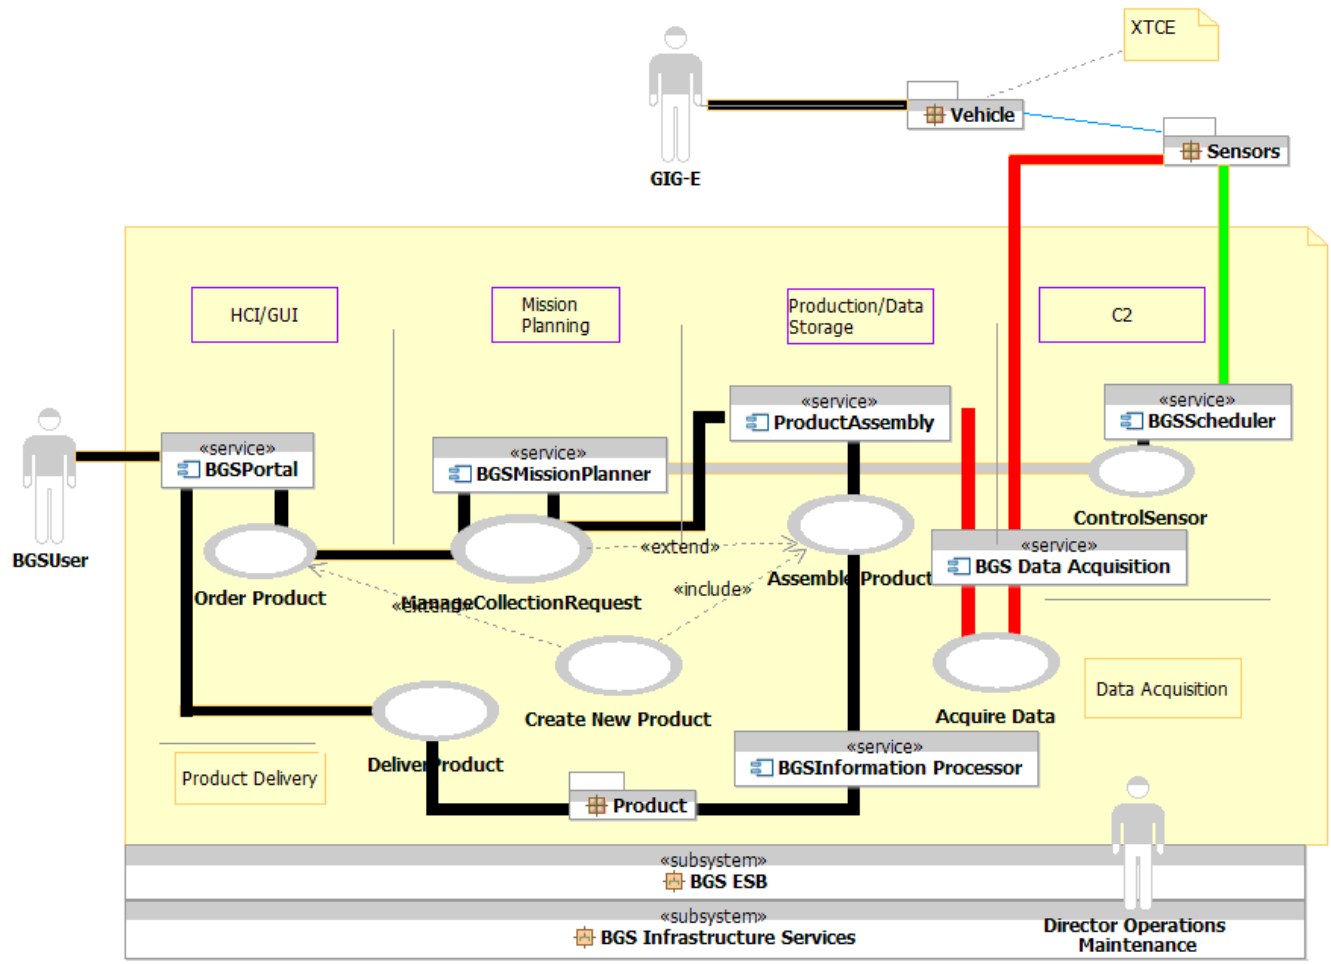 XTCE
Vehicle
Sensors
GIG-E
HCI/GUI
Mission
Planning
Production/Data
Storage
C2
«service»
BGSPortal
«service»
BGSMissionPlanner
«service»
ProductAssembly
«service»
BGSScheduler
BGSUser
Order Product
ManageCollectionRequest
«extend»
«extend»
«include»
Assemble Product
ControlSensor
«service»
BGS Data Acquisition
Create New Product
Acquire Data
Data Acquisition
Product Delivery
DeliverProduct
«service»
BGSInformation Processor
Product
«subsystem»
BGS ESB
«subsystem»
BGS Infrastructure Services
Director Operations
Maintenance